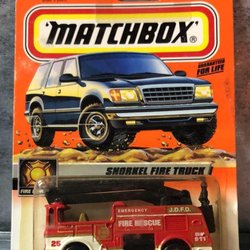 MATCHBOX®
GUARANTEED
FOR LIFE
SNORKEL FIRE TRUCK
FIRE
EMERGENCY
J.D.F.D.
FIRE RESCUE
25
911